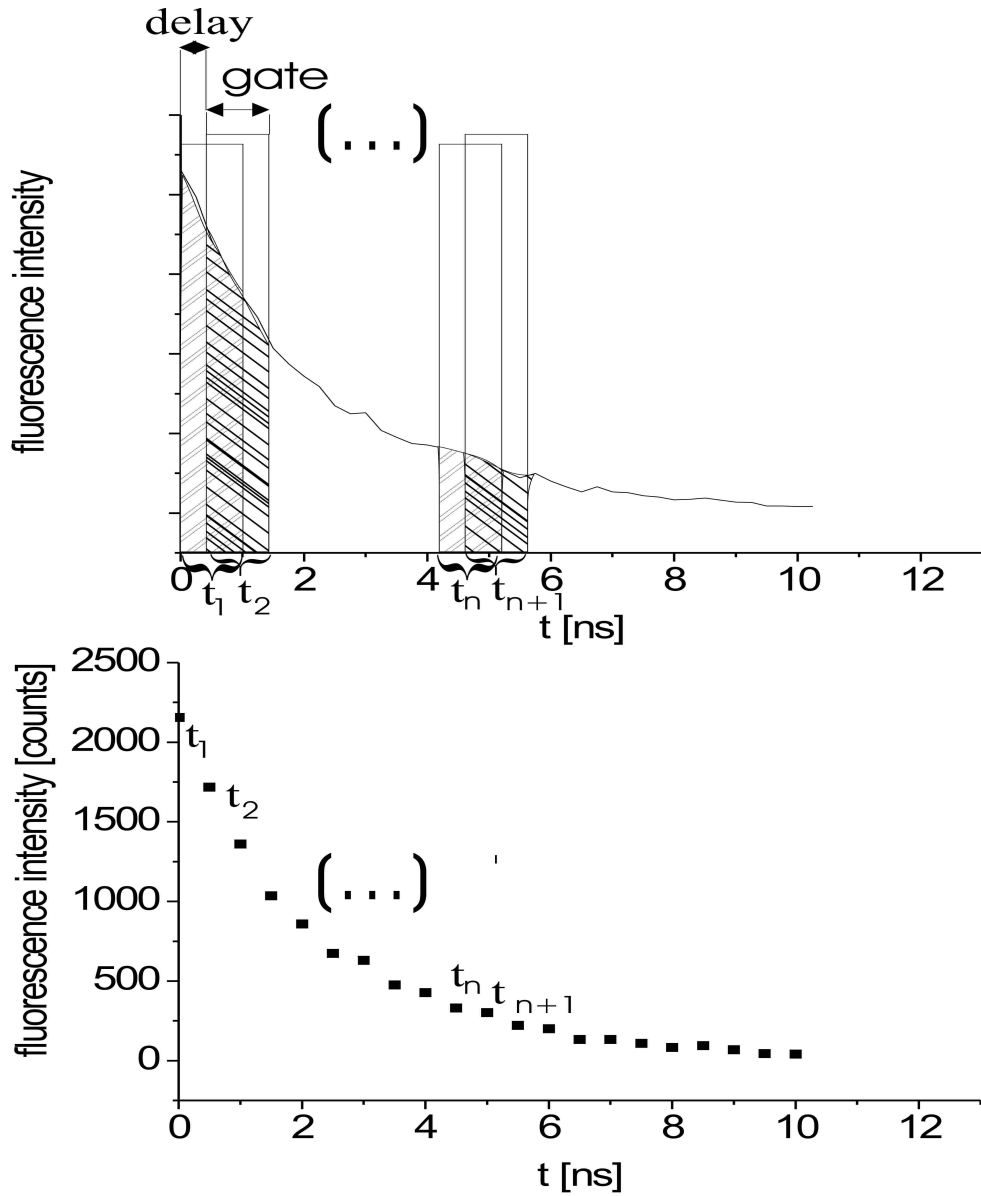 delay
gate
( ... )
fluorescence intensity
0 2 4 6 8 10 12
t1 t2 tn tn+1
t [ns]
fluorescence intensity [counts]
2500
2000
1500
1000
500
0
t1
t2
( ... )
tn t n+1
0 2 4 6 8 10 12
t [ns]